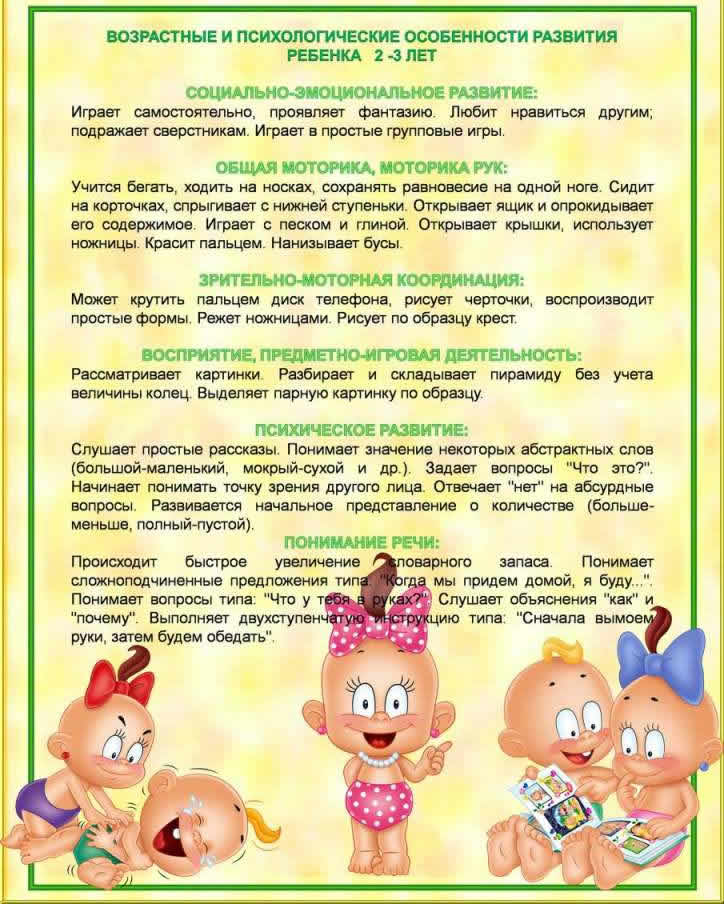 ВОЗРАСТНЫЕ И ПСИХОЛОГИЧЕСКИЕ ОСОБЕННОСТИ РАЗВИТИЯ
РЕБЕНКА 2 -3 ЛЕТ
СОЦИАЛЬНО-ЭМОЦИОНАЛЬНОЕ РАЗВИТИЕ:
Играет самостоятельно, проявляет фантазию. Любит нравиться другим;
подражает сверстникам. Играет в простые групповые игры.
ОБЩАЯ МОТОРИКА, МОТОРИКА РУК:
Учится бегать, ходить на носках, сохранять равновесие на одной ноге. Сидит
на корточках, спрыгивает с нижней ступеньки. Открывает ящик и опрокидывает
его содержимое. Играет с песком и глиной. Открывает крышки, использует
ножницы. Красит пальцем. Нанизывает бусы.
ЗРИТЕЛЬНО-МОТОРНАЯ КООРДИНАЦИЯ:
Может крутить пальцем диск телефона, рисует черточки, воспроизводит
простые формы. Режет ножницами. Рисует по образцу крест.
ВОСПРИЯТИЕ, ПРЕДМЕТНО-ИГРОВАЯ ДЕЯТЕЛЬНОСТЬ:
Рассматривает картинки. Разбирает и складывает пирамиду без учета
величины колец. Выделяет парную картинку по образцу.
ПСИХИЧЕСКОЕ РАЗВИТИЕ:
Слушает простые рассказы. Понимает значение некоторых абстрактных слов
(большой-маленький, мокрый-сухой и др.). Задает вопросы "Что это?".
Начинает понимать точку зрения другого лица. Отвечает "нет" на абсурдные
вопросы. Развивается начальное представление о количестве (больше-
меньше, полный-пустой).
ПОНИМАНИЕ РЕЧИ:
Происходит быстрое увеличение словарного запаса. Понимает
сложноподчиненные предложения типа: "Когда мы придем домой, я буду...".
Понимает вопросы типа: "Что у тебя в руках?". Слушает объяснения "как" и
"почему". Выполняет двухступенчатую инструкцию типа: "Сначала вымоем
руки, затем будем обедать".